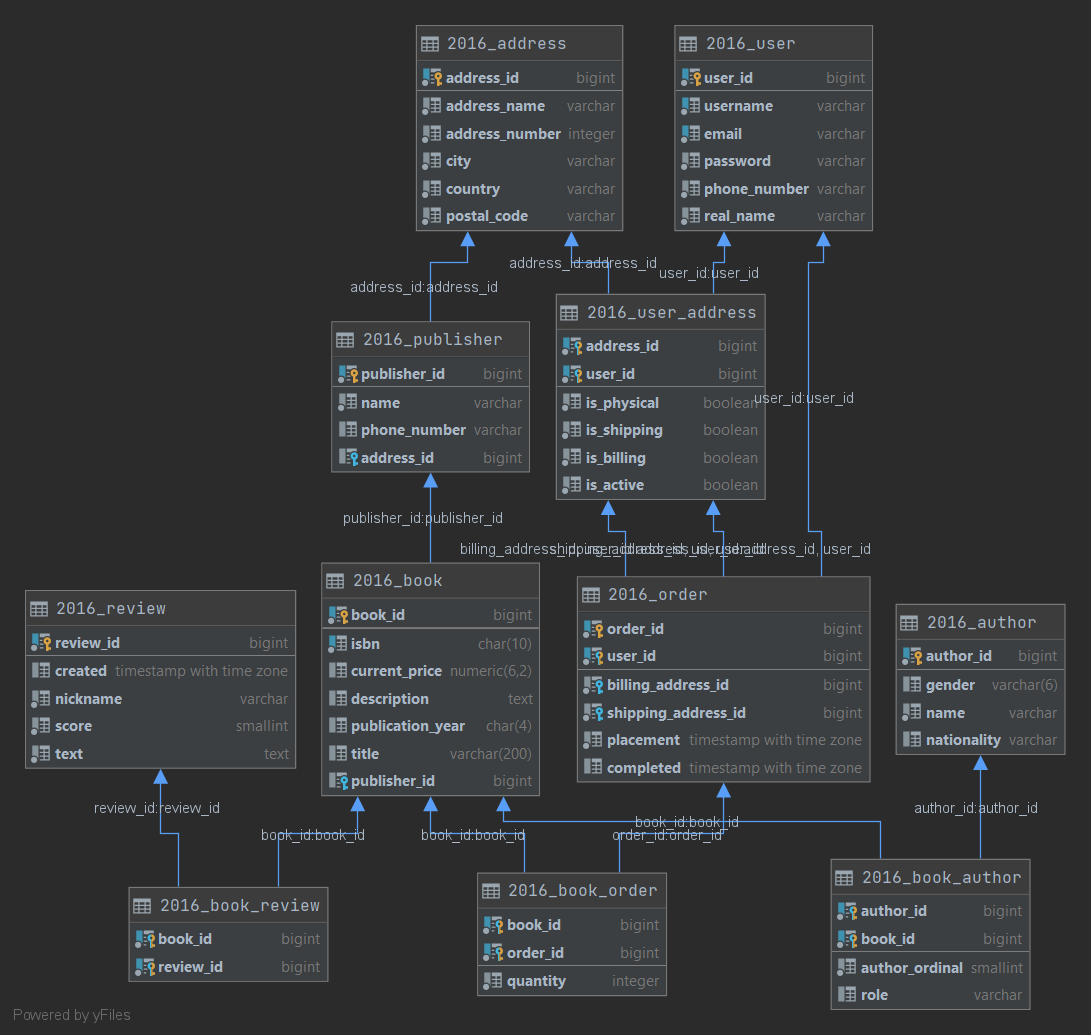 2016_address
address_id bigint
address_name varchar
address_number integer
city varchar
country varchar
postal_code varchar
2016_user
user_id bigint
username varchar
email varchar
password varchar
phone_number varchar
real_name varchar
address_id:address_id
user_id:user_id
address_id:address_id
2016_publisher
publisher_id bigint
name varchar
phone_number varchar
address_id bigint
2016_user_address
address_id bigint
user_id bigint
is_physical boolean
is_shipping boolean
is_billing boolean
is_active boolean
user_id:user_id
publisher_id:publisher_id
2016_review
review_id bigint
created timestamp with time zone
nickname varchar
score smallint
text text
2016_book
book_id bigint
isbn char(10)
current_price numeric(6,2)
description text
publication_year char(4)
title varchar(200)
publisher_id bigint
2016_order
order_id bigint
user_id bigint
billing_address_id bigint
shipping_address_id bigint
placement timestamp with time zone
completed timestamp with time zone
2016_author
author_id bigint
gender varchar(6)
name varchar
nationality varchar
review_id:review_id
book_id:book_id
book_id:book_id
book_id:book_id
order_id:order_id
author_id:author_id
2016_book_review
book_id bigint
review_id bigint
2016_book_order
book_id bigint
order_id bigint
quantity integer
2016_book_author
author_id bigint
book_id bigint
author_ordinal smallint
role varchar
Powered by yFiles